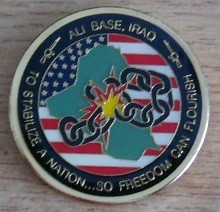 ALI BASE, IRAQ
TO STABILIZE A NATION...SO FREEDOM CAN FLOURISH